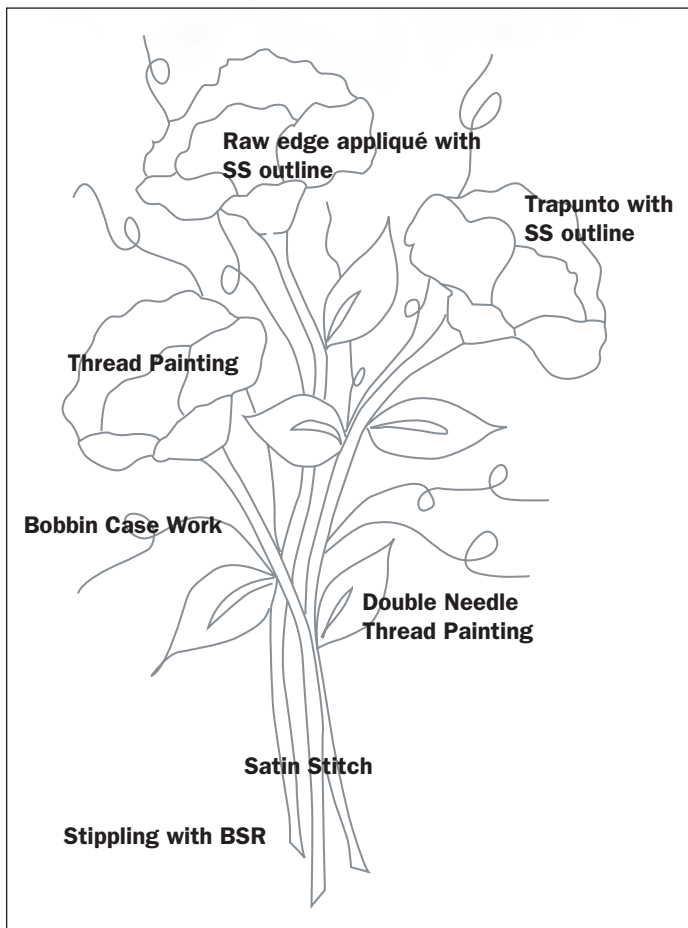 Raw edge appliqué with
SS outline
Trapunto with
SS outline
Thread Painting
Bobbin Case Work
Double Needle
Thread Painting
Satin Stitch
Stippling with BSR